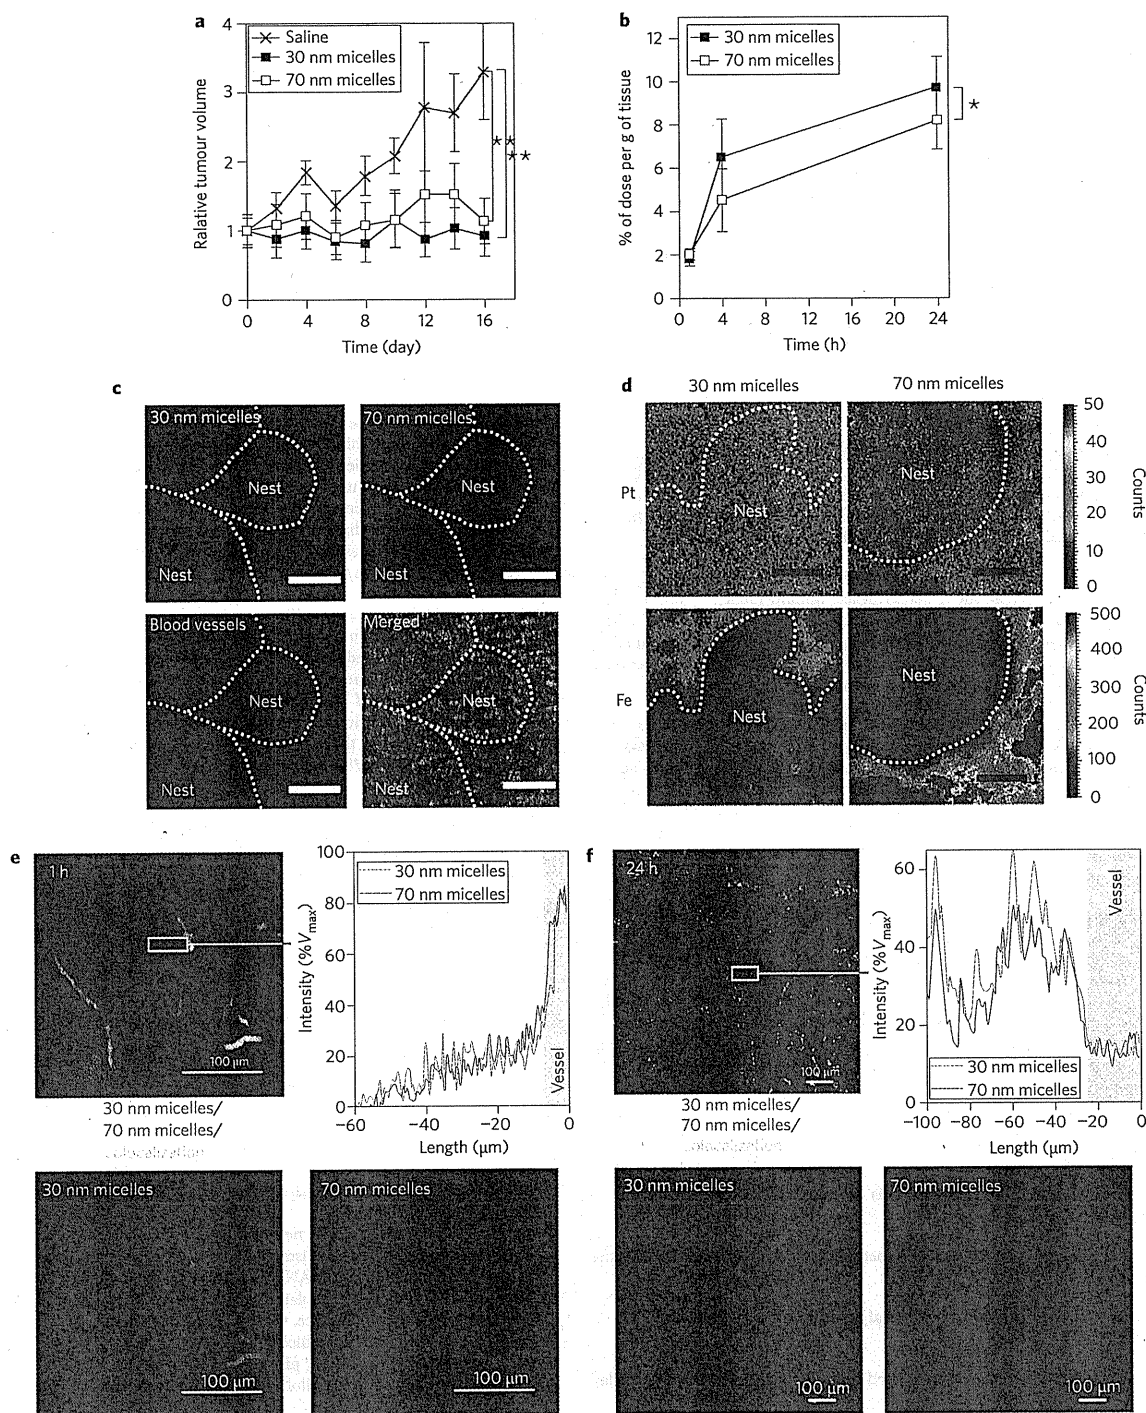 a
Ralative tumour volume
4
3
2
1
0
Saline
30 nm micelles
70 nm micelles
**
**
0 4 8 12 16
Time (day)
b
% of dose per g of tissue
12
10
8
6
4
2
0
30 nm micelles
70 nm micelles
*
0 4 8 12 16 20 24
Time (h)
c
30 nm micelles
Nest
Nest
70 nm micelles
Nest
Blood vessels
Nest
Nest
Merged
Nest
d
30 nm micelles
70 nm micelles
Pt
Nest
Nest
50
40
30
20
10
0
Counts
Fe
Nest
Nest
500
400
300
200
100
0
Counts
e
1 h
100 μm
30 nm micelles/
70 nm micelles/
colocalization
Intensity (%Vmax)
100
80
60
40
20
0
30 nm micelles
70 nm micelles
Vessel
−60 −40 −20 0
Length (μm)
30 nm micelles
100 μm
70 nm micelles
100 μm
f
24 h
100 μm
30 nm micelles/
70 nm micelles/
colocalization
Intensity (%Vmax)
60
40
20
0
Vessel
30 nm micelles
70 nm micelles
−100 −80 −60 −40 −20 0
Length (μm)
30 nm micelles
100 μm
70 nm micelles
100 μm